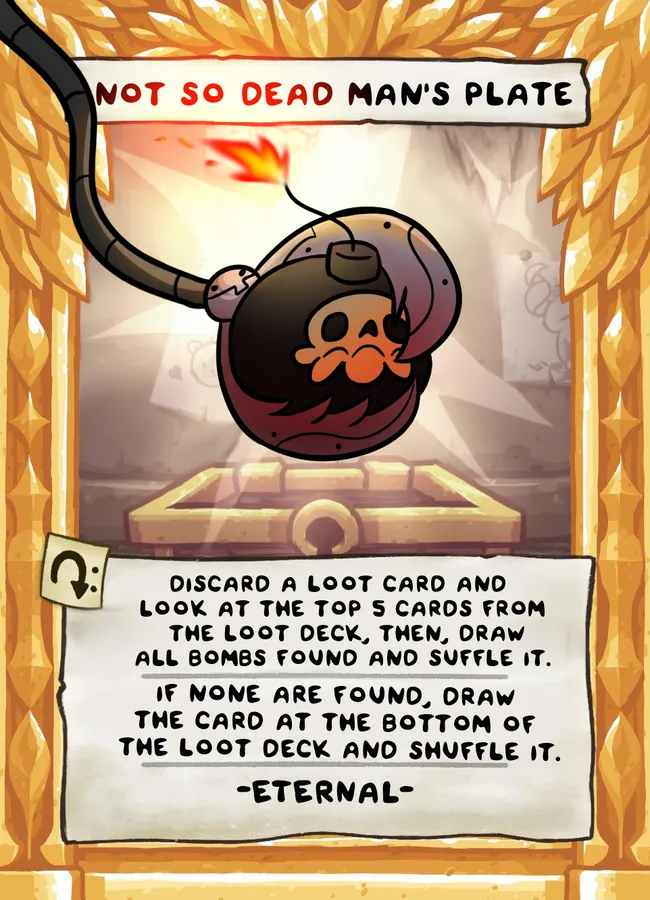 NOT SO DEAD MAN'S PLATE
DISCARD A LOOT CARD AND
LOOK AT THE TOP 5 CARDS FROM
THE LOOT DECK, THEN, DRAW
ALL BOMBS FOUND AND SUFFLE IT.
IF NONE ARE FOUND, DRAW
THE CARD AT THE BOTTOM OF
THE LOOT DECK AND SHUFFLE IT.
-ETERNAL-